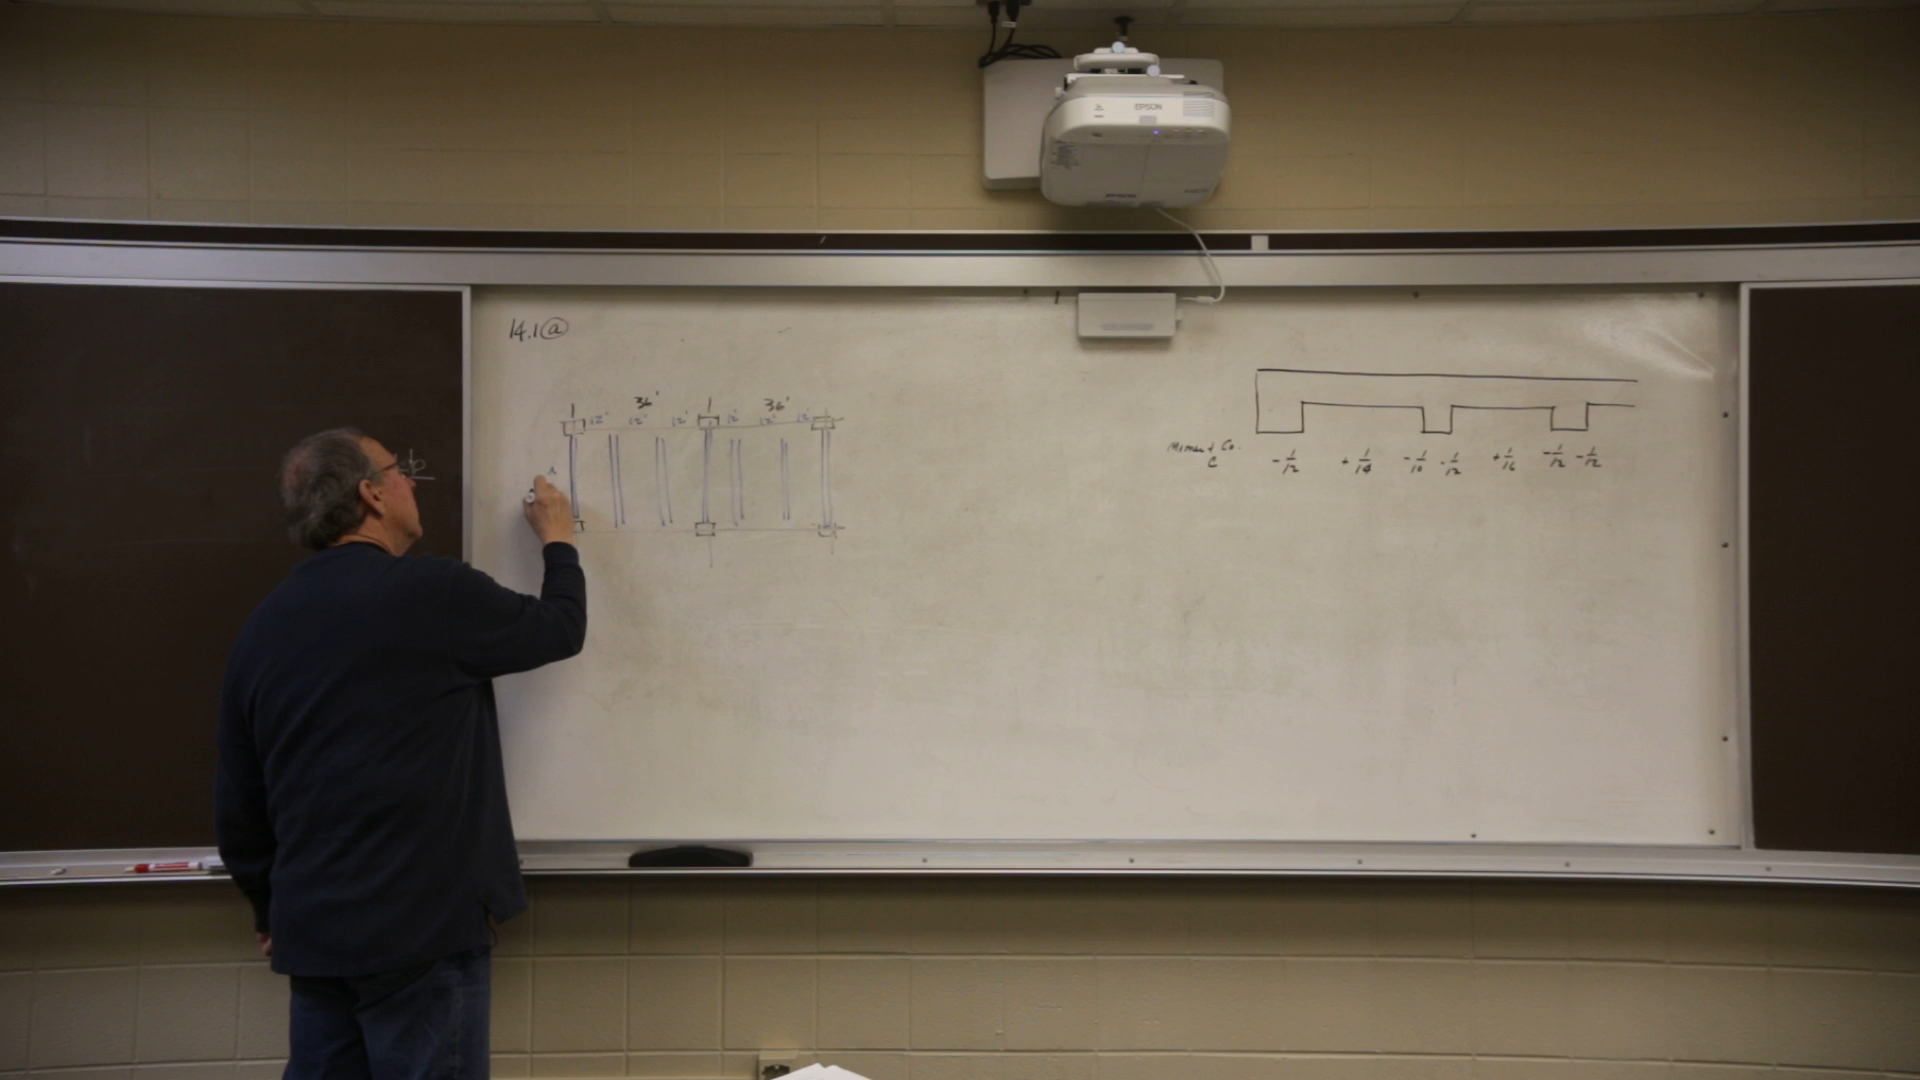 EPSON
14.1 ⓐ
36' 36'
12' 12' 12' 12' 12' 12'
Moment Co.
C -1/12 +1/14 -1/10 -1/12 +1/16 -1/12 -1/12